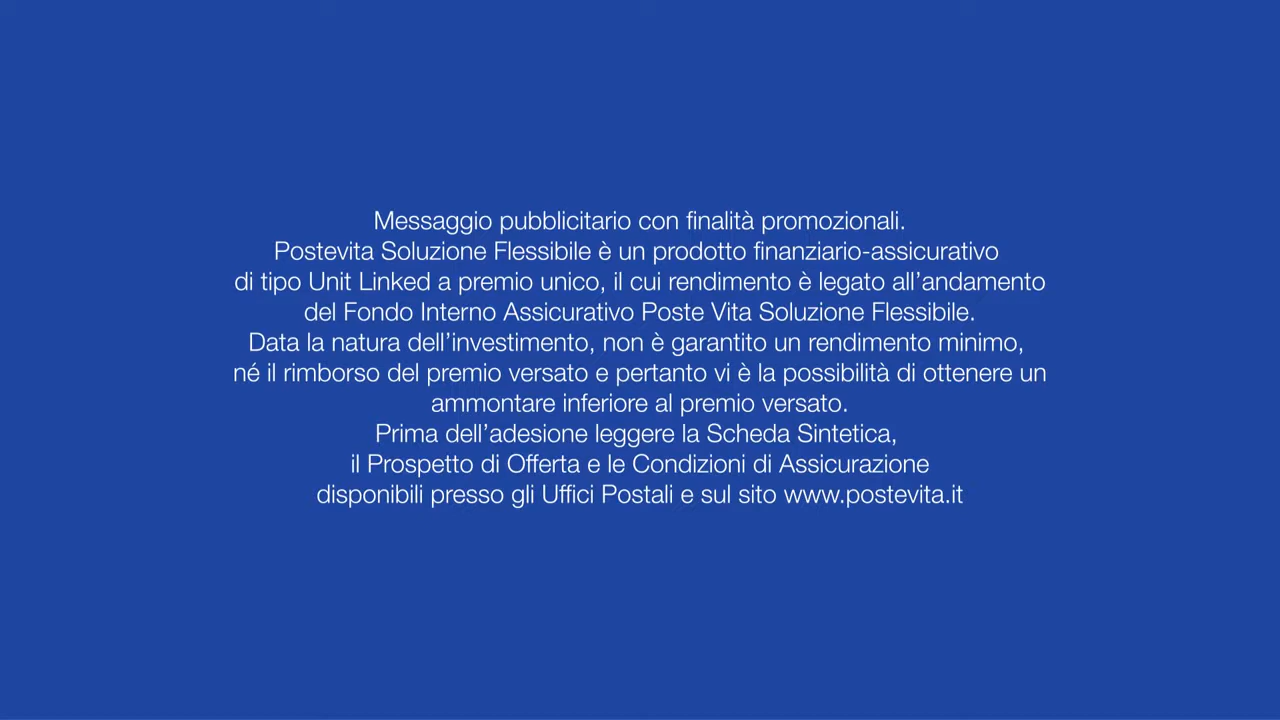 Messaggio pubblicitario con finalità promozionali.
Postevita Soluzione Flessibile è un prodotto finanziario-assicurativo
di tipo Unit Linked a premio unico, il cui rendimento è legato all’andamento
del Fondo Interno Assicurativo Poste Vita Soluzione Flessibile.
Data la natura dell’investimento, non è garantito un rendimento minimo,
né il rimborso del premio versato e pertanto vi è la possibilità di ottenere un
ammontare inferiore al premio versato.
Prima dell’adesione leggere la Scheda Sintetica,
il Prospetto di Offerta e le Condizioni di Assicurazione
disponibili presso gli Uffici Postali e sul sito www.postevita.it